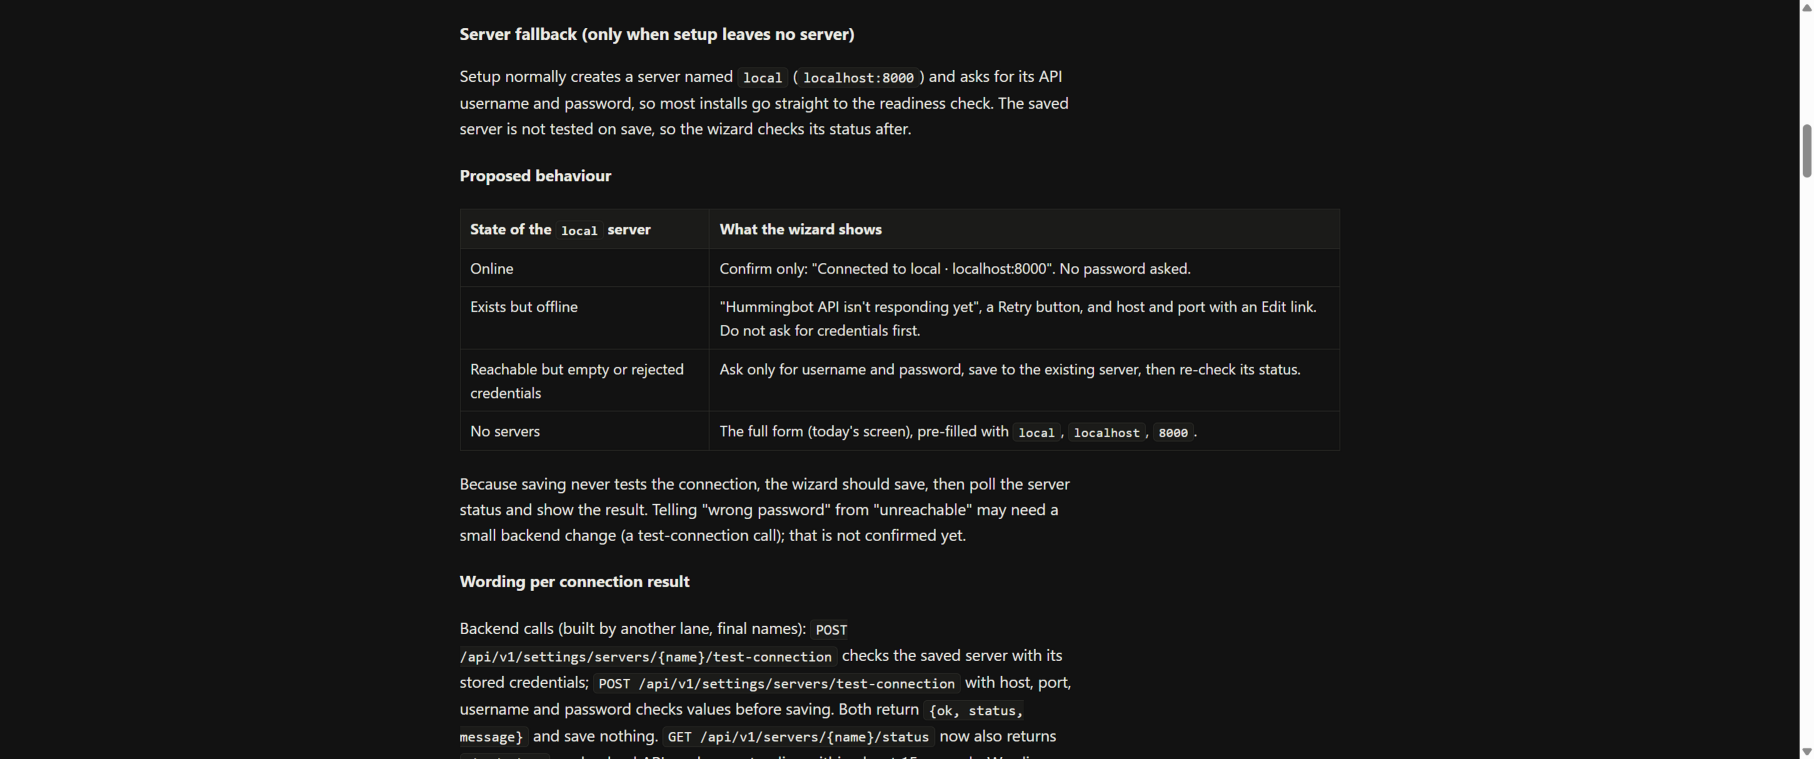 Server fallback (only when setup leaves no server)
Setup normally creates a server named local (localhost:8000) and asks for its API
username and password, so most installs go straight to the readiness check. The saved
server is not tested on save, so the wizard checks its status after.
Proposed behaviour
State of the local server What the wizard shows
Online Confirm only: "Connected to local · localhost:8000". No password asked.
Exists but offline "Hummingbot API isn't responding yet", a Retry button, and host and port with an Edit link.
Do not ask for credentials first.
Reachable but empty or rejected Ask only for username and password, save to the existing server, then re-check its status.
credentials
No servers The full form (today's screen), pre-filled with local, localhost, 8000.
Because saving never tests the connection, the wizard should save, then poll the server
status and show the result. Telling "wrong password" from "unreachable" may need a
small backend change (a test-connection call); that is not confirmed yet.
Wording per connection result
Backend calls (built by another lane, final names): POST
/api/v1/settings/servers/{name}/test-connection checks the saved server with its
stored credentials; POST /api/v1/settings/servers/test-connection with host, port,
username and password checks values before saving. Both return {ok, status,
message} and save nothing. GET /api/v1/servers/{name}/status now also returns